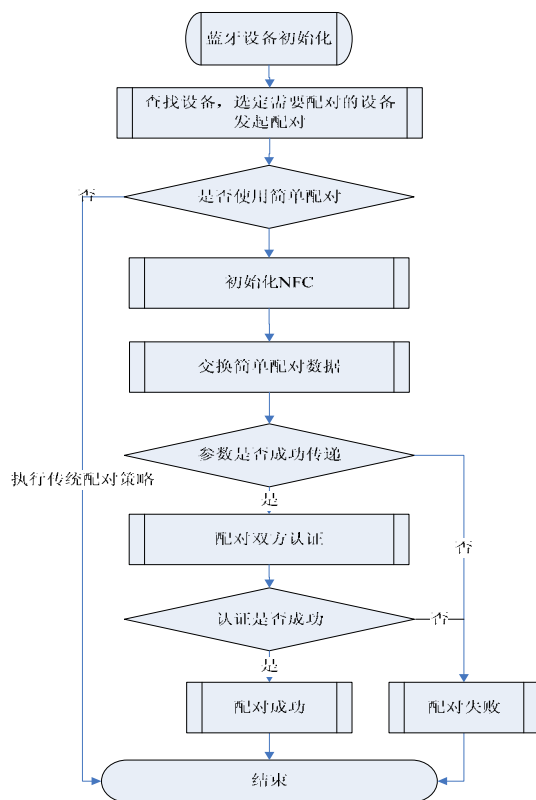 蓝牙设备初始化
查找设备，选定需要配对的设备
发起配对
否
是否使用简单配对
初始化NFC
交换简单配对数据
参数是否成功传递
执行传统配对策略
是
配对双方认证
否
认证是否成功
否
是
配对成功
配对失败
结束